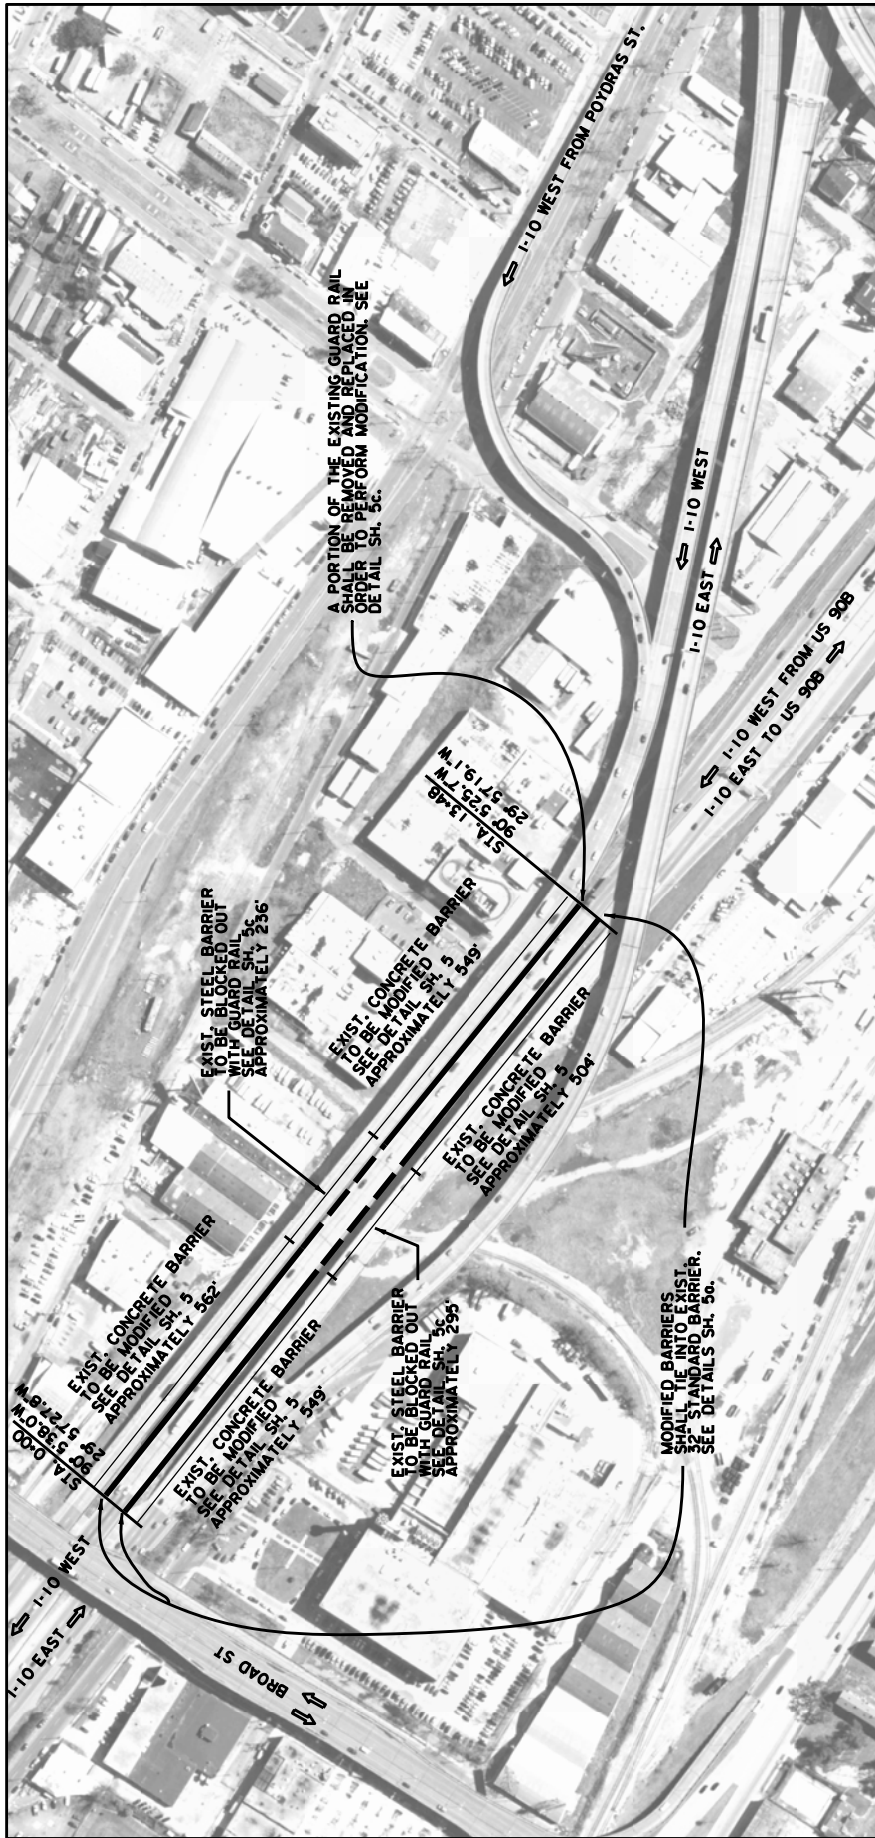 I-10 WEST FROM POYDRAS ST.
A PORTION OF THE EXISTING GUARD RAIL
SHALL BE REMOVED AND REPLACED IN
ORDER TO PERFORM MODIFICATION. SEE
DETAIL SH. 5c.
I-10 WEST
I-10 EAST
I-10 WEST FROM US 90B
I-10 EAST TO US 90B
STA. 13+48
90° 5'25.7"W
29° 57'19.1"W
EXIST. STEEL BARRIER
TO BE BLOCKED OUT
WITH GUARD RAIL
SEE DETAIL SH. 5c
APPROXIMATELY 236'
EXIST. CONCRETE BARRIER
TO BE MODIFIED
SEE DETAIL SH. 5
APPROXIMATELY 549'
EXIST. CONCRETE BARRIER
TO BE MODIFIED
SEE DETAIL SH. 5
APPROXIMATELY 504'
EXIST. CONCRETE BARRIER
TO BE MODIFIED
SEE DETAIL SH. 5
APPROXIMATELY 562'
STA 0+00
90° 5'38.0"W
29° 57'27.8"W
EXIST. CONCRETE BARRIER
TO BE MODIFIED
SEE DETAIL SH. 5
APPROXIMATELY 549'
EXIST. STEEL BARRIER
TO BE BLOCKED OUT
WITH GUARD RAIL
SEE DETAIL SH. 5c
APPROXIMATELY 295'
MODIFIED BARRIERS
SHALL TIE INTO EXIST.
32" STANDARD BARRIER.
SEE DETAILS SH. 5a.
I-10 WEST
I-10 EAST
BROAD ST